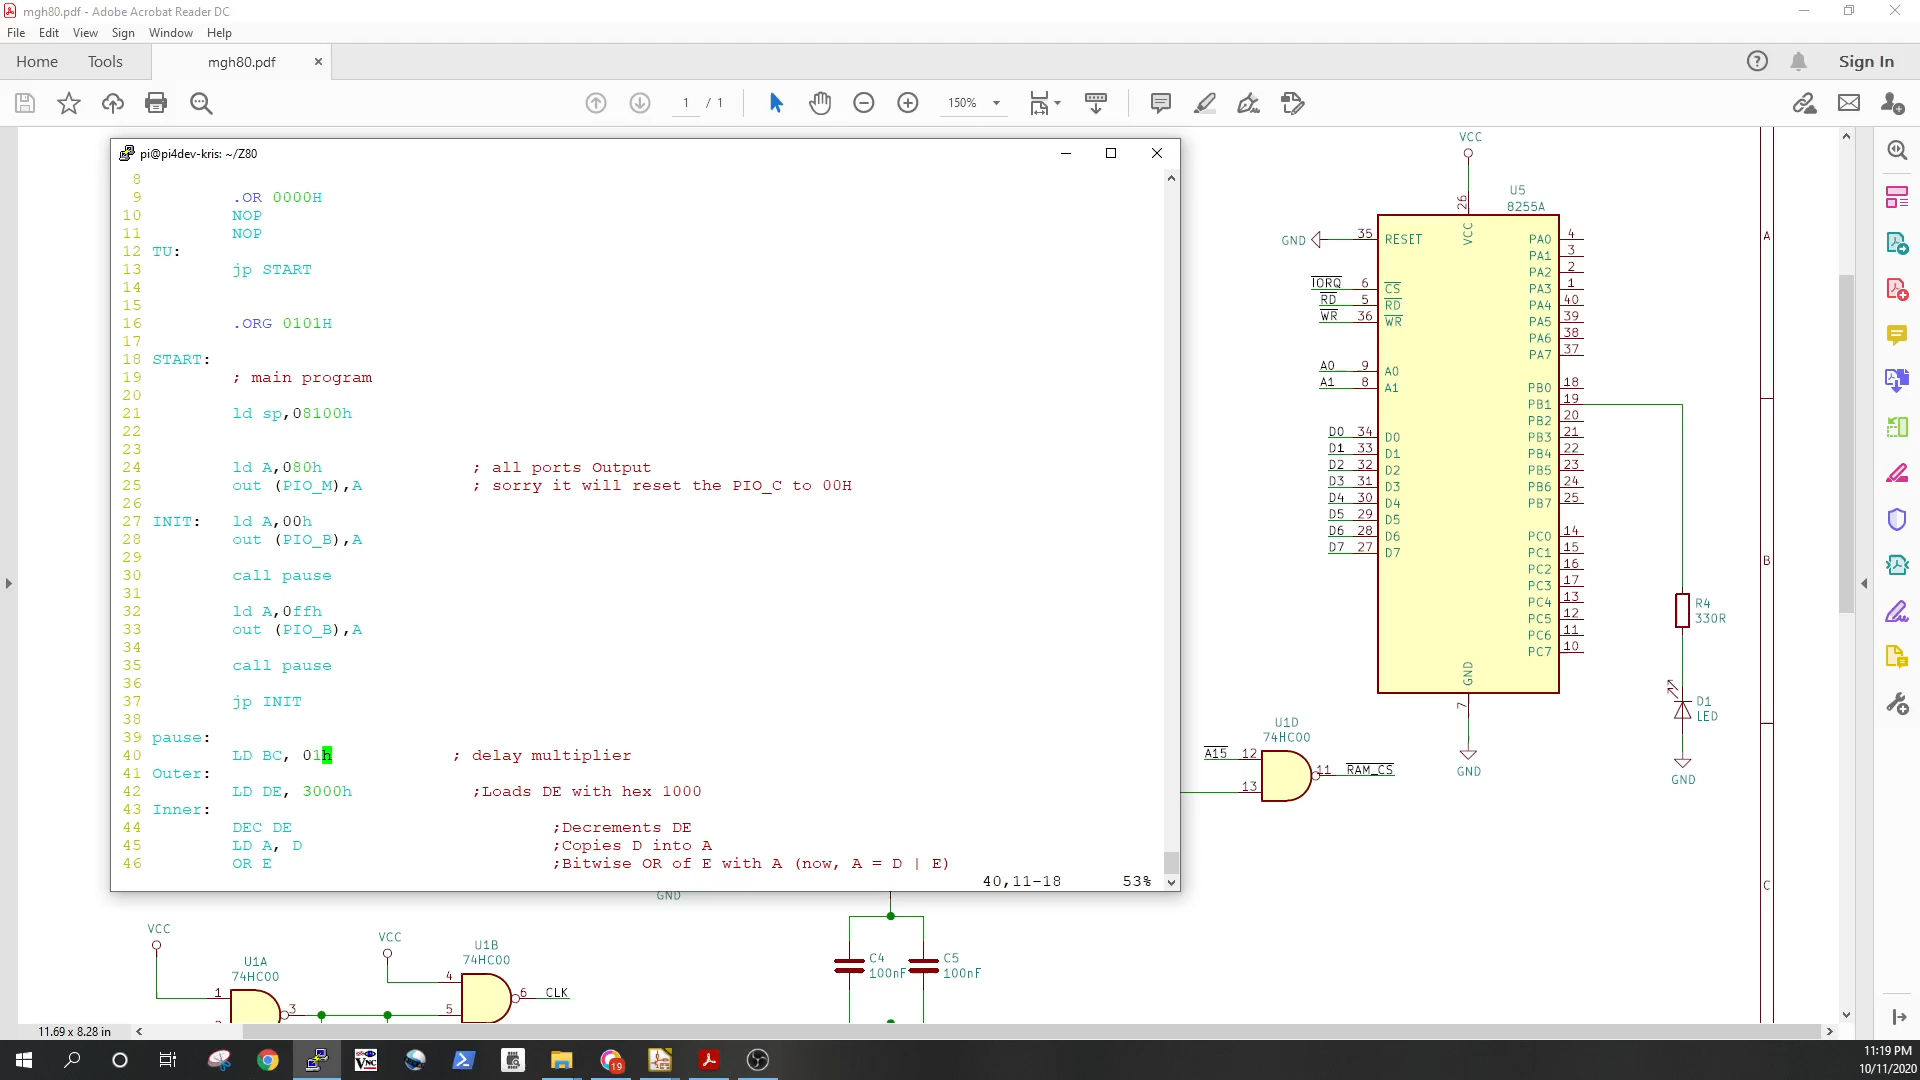 mgh80.pdf - Adobe Acrobat Reader DC
File Edit View Sign Window Help
Home Tools mgh80.pdf × Sign In
1 / 1 150%
pi@pi4dev-kris: ~/Z80
8
9 .OR 0000H
10 NOP
11 NOP
12 TU:
13 jp START
14
15
16 .ORG 0101H
17
18 START:
19 ; main program
20
21 ld sp,08100h
22
23
24 ld A,080h ; all ports Output
25 out (PIO_M),A ; sorry it will reset the PIO_C to 00H
26
27 INIT: ld A,00h
28 out (PIO_B),A
29
30 call pause
31
32 ld A,0ffh
33 out (PIO_B),A
34
35 call pause
36
37 jp INIT
38
39 pause:
40 LD BC, 01h ; delay multiplier
41 Outer:
42 LD DE, 3000h ;Loads DE with hex 1000
43 Inner:
44 DEC DE ;Decrements DE
45 LD A, D ;Copies D into A
46 OR E ;Bitwise OR of E with A (now, A = D | E)
40,11-18 53%
VCC
U5
8255A
26
VCC
GND 35 RESET PA0 4
PA1 3
PA2 2
IORQ 6 CS PA3 1
RD 5 RD PA4 40
WR 36 WR PA5 39
PA6 38
PA7 37
A0 9 A0
A1 8 A1 PB0 18
PB1 19
PB2 20
D0 34 D0 PB3 21
D1 33 D1 PB4 22
D2 32 D2 PB5 23
D3 31 D3 PB6 24
D4 30 D4 PB7 25
D5 29 D5
D6 28 D6 PC0 14
D7 27 D7 PC1 15
PC2 16
PC3 17
PC4 13
PC5 12
PC6 11
PC7 10
GND
7
GND
R4
330R
D1
LED
GND
U1D
74HC00
A15 12
13
11 RAM_CS
A
B
C
GND
VCC
U1A
74HC00
1
3
VCC
U1B
74HC00
4
5
6 CLK
C4
100nF
C5
100nF
11.69 x 8.28 in
19
11:19 PM
10/11/2020